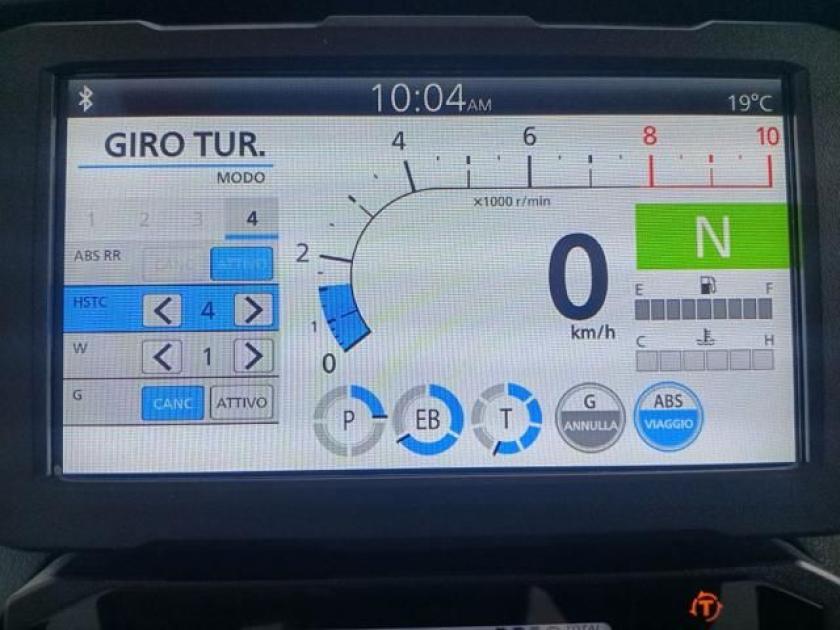 10:04AM
19°C
GIRO TUR.
MODO
1 2 3 4
ABS RR ATTIVO
HSTC < 4 >
W < 1 >
G CANC ATTIVO
0 1 2 4 6 8 10
x1000 r/min
0
km/h
N
E F
C H
P
EB
T
G
ANNULLA
ABS
VIAGGIO
T
TOTAL